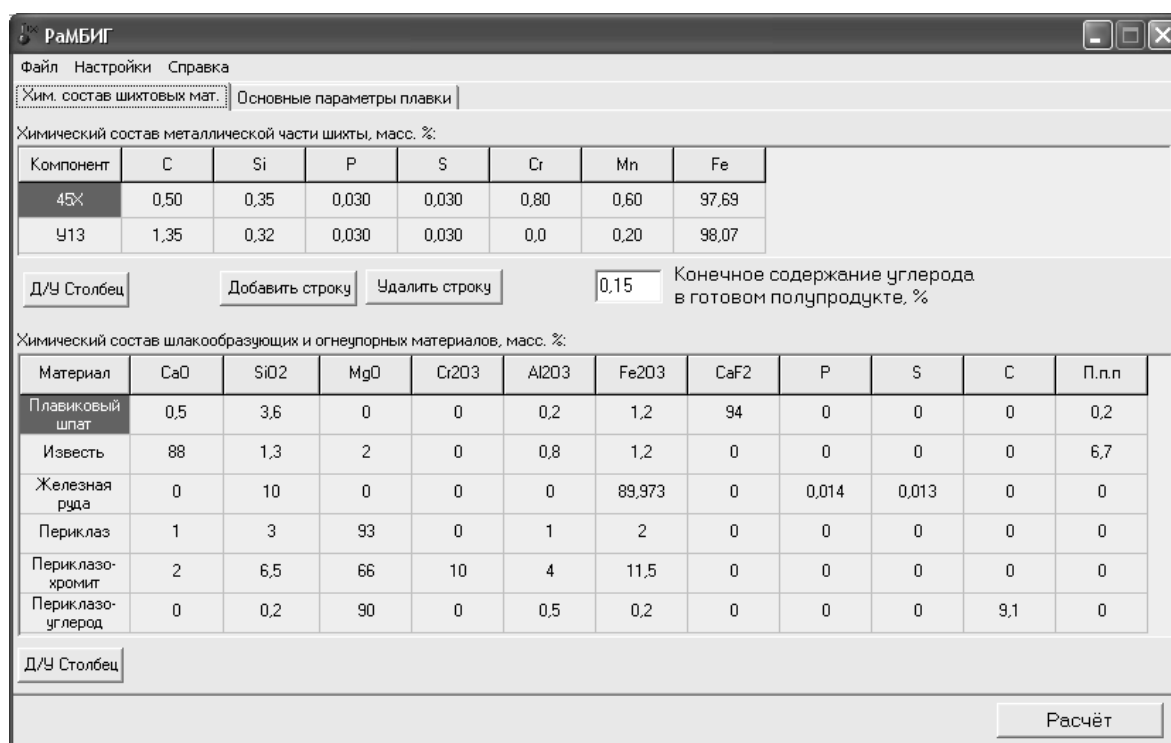 РаМБИГ
Файл Настройки Справка
Хим. состав шихтовых мат. Основные параметры плавки
Химический состав металлической части шихты, масс. %:
Компонент C Si P S Cr Mn Fe
45Х 0,50 0,35 0,030 0,030 0,80 0,60 97,69
У13 1,35 0,32 0,030 0,030 0,0 0,20 98,07
Д/У Столбец Добавить строку Удалить строку 0,15 Конечное содержание углерода
в готовом полупродукте, %
Химический состав шлакообразующих и огнеупорных материалов, масс. %:
Материал CaO SiO2 MgO Cr2O3 Al2O3 Fe2O3 CaF2 P S C П.п.п
Плавиковый
шпат 0,5 3,6 0 0 0,2 1,2 94 0 0 0 0,2
Известь 88 1,3 2 0 0,8 1,2 0 0 0 0 6,7
Железная
руда 0 10 0 0 0 89,973 0 0,014 0,013 0 0
Периклаз 1 3 93 0 1 2 0 0 0 0 0
Периклазо-
хромит 2 6,5 66 10 4 11,5 0 0 0 0 0
Периклазо-
углерод 0 0,2 90 0 0,5 0,2 0 0 0 9,1 0
Д/У Столбец
Расчёт